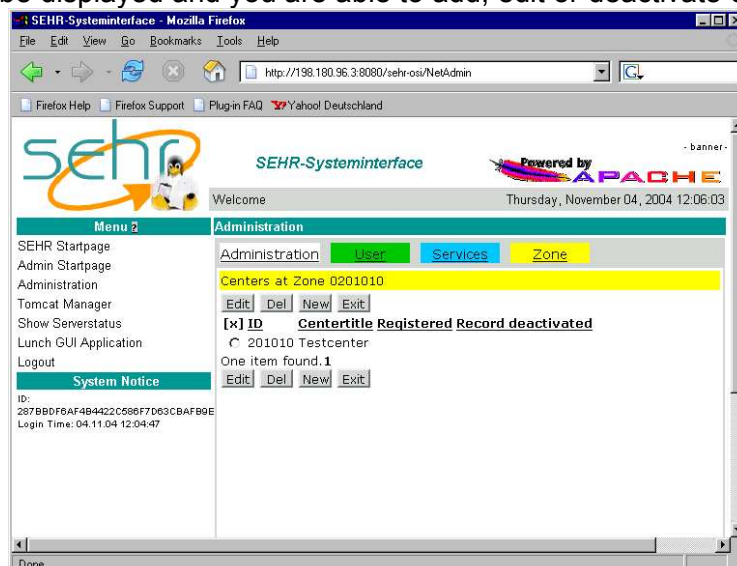 be displayed and you are able to add, edit or deactivate
SEHR-Systeminterface - Mozilla Firefox
File Edit View Go Bookmarks Tools Help
http://198.180.96.3:8080/sehr-osi/NetAdmin
G
Firefox Help Firefox Support Plug-in FAQ Yahoo! Deutschland
sehr
SEHR-Systeminterface
- banner-
Powered by
APACHE
Welcome
Thursday, November 04, 2004 12:06:03
Menu ?
SEHR Startpage
Admin Startpage
Administration
Tomcat Manager
Show Serverstatus
Lunch GUI Application
Logout
System Notice
ID:
287BBDF6AF4B4422C586F7D63CBAFB9E
Login Time: 04.11.04 12:04:47
Administration
Administration User Services Zone
Centers at Zone 0201010
Edit Del New Exit
[x] ID Centertitle Registered Record deactivated
201010 Testcenter
One item found.1
Edit Del New Exit
Done